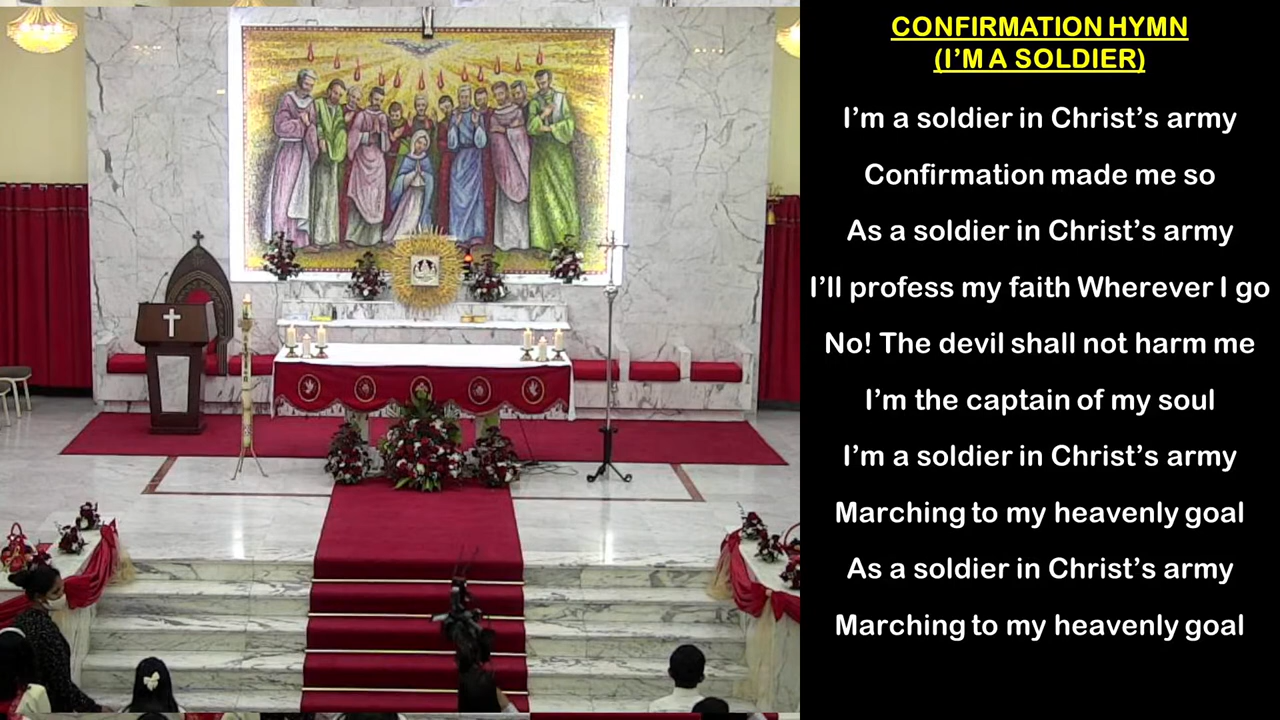 CONFIRMATION HYMN
(I'M A SOLDIER)
I'm a soldier in Christ's army
Confirmation made me so
As a soldier in Christ's army
I'll profess my faith Wherever I go
No! The devil shall not harm me
I'm the captain of my soul
I'm a soldier in Christ's army
Marching to my heavenly goal
As a soldier in Christ's army
Marching to my heavenly goal